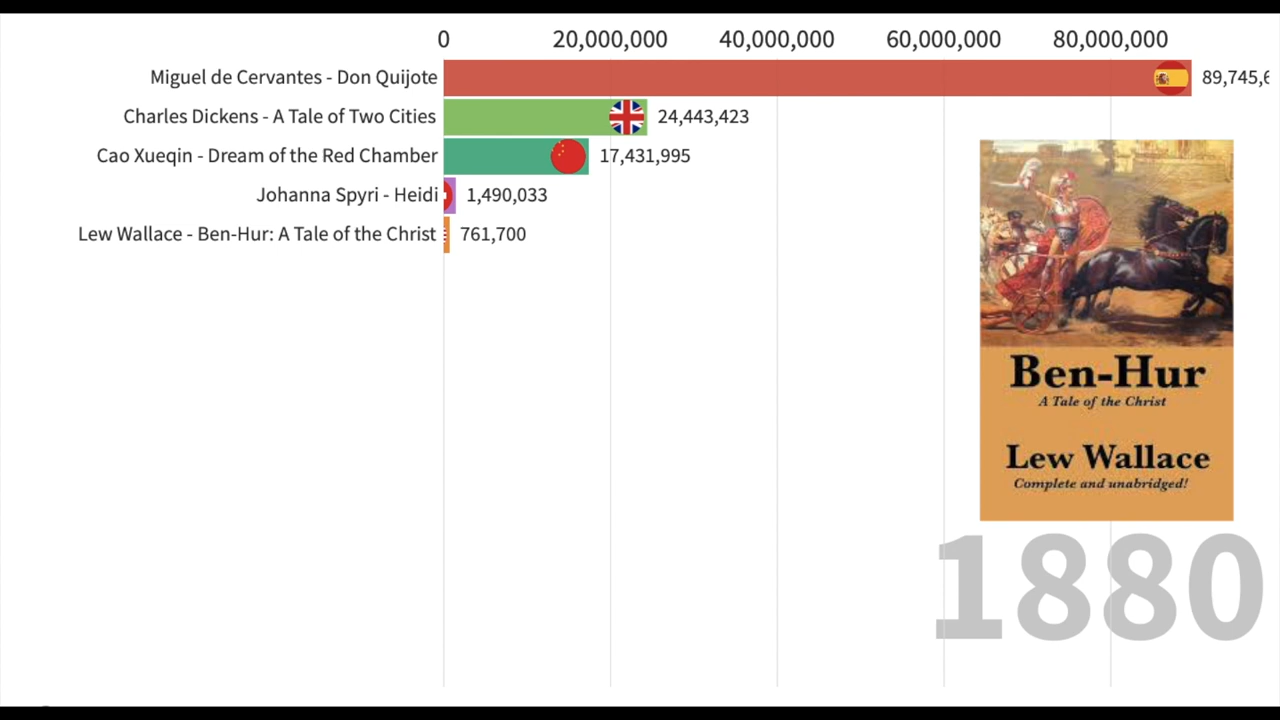 0 20,000,000 40,000,000 60,000,000 80,000,000
Miguel de Cervantes - Don Quijote 89,745,6
Charles Dickens - A Tale of Two Cities 24,443,423
Cao Xueqin - Dream of the Red Chamber 17,431,995
Johanna Spyri - Heidi 1,490,033
Lew Wallace - Ben-Hur: A Tale of the Christ 761,700
Ben-Hur
A Tale of the Christ
Lew Wallace
Complete and unabridged!
1880